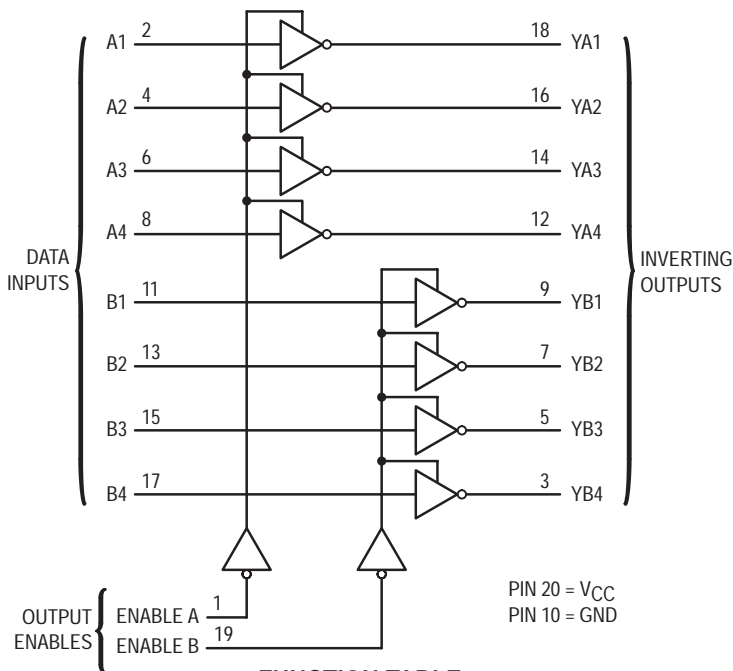 A1 2 18 YA1
A2 4 16 YA2
A3 6 14 YA3
A4 8 12 YA4
DATA
INPUTS
INVERTING
OUTPUTS
B1 11 9 YB1
B2 13 7 YB2
B3 15 5 YB3
B4 17 3 YB4
OUTPUT
ENABLES
ENABLE A 1
ENABLE B 19
PIN 20 = VCC
PIN 10 = GND